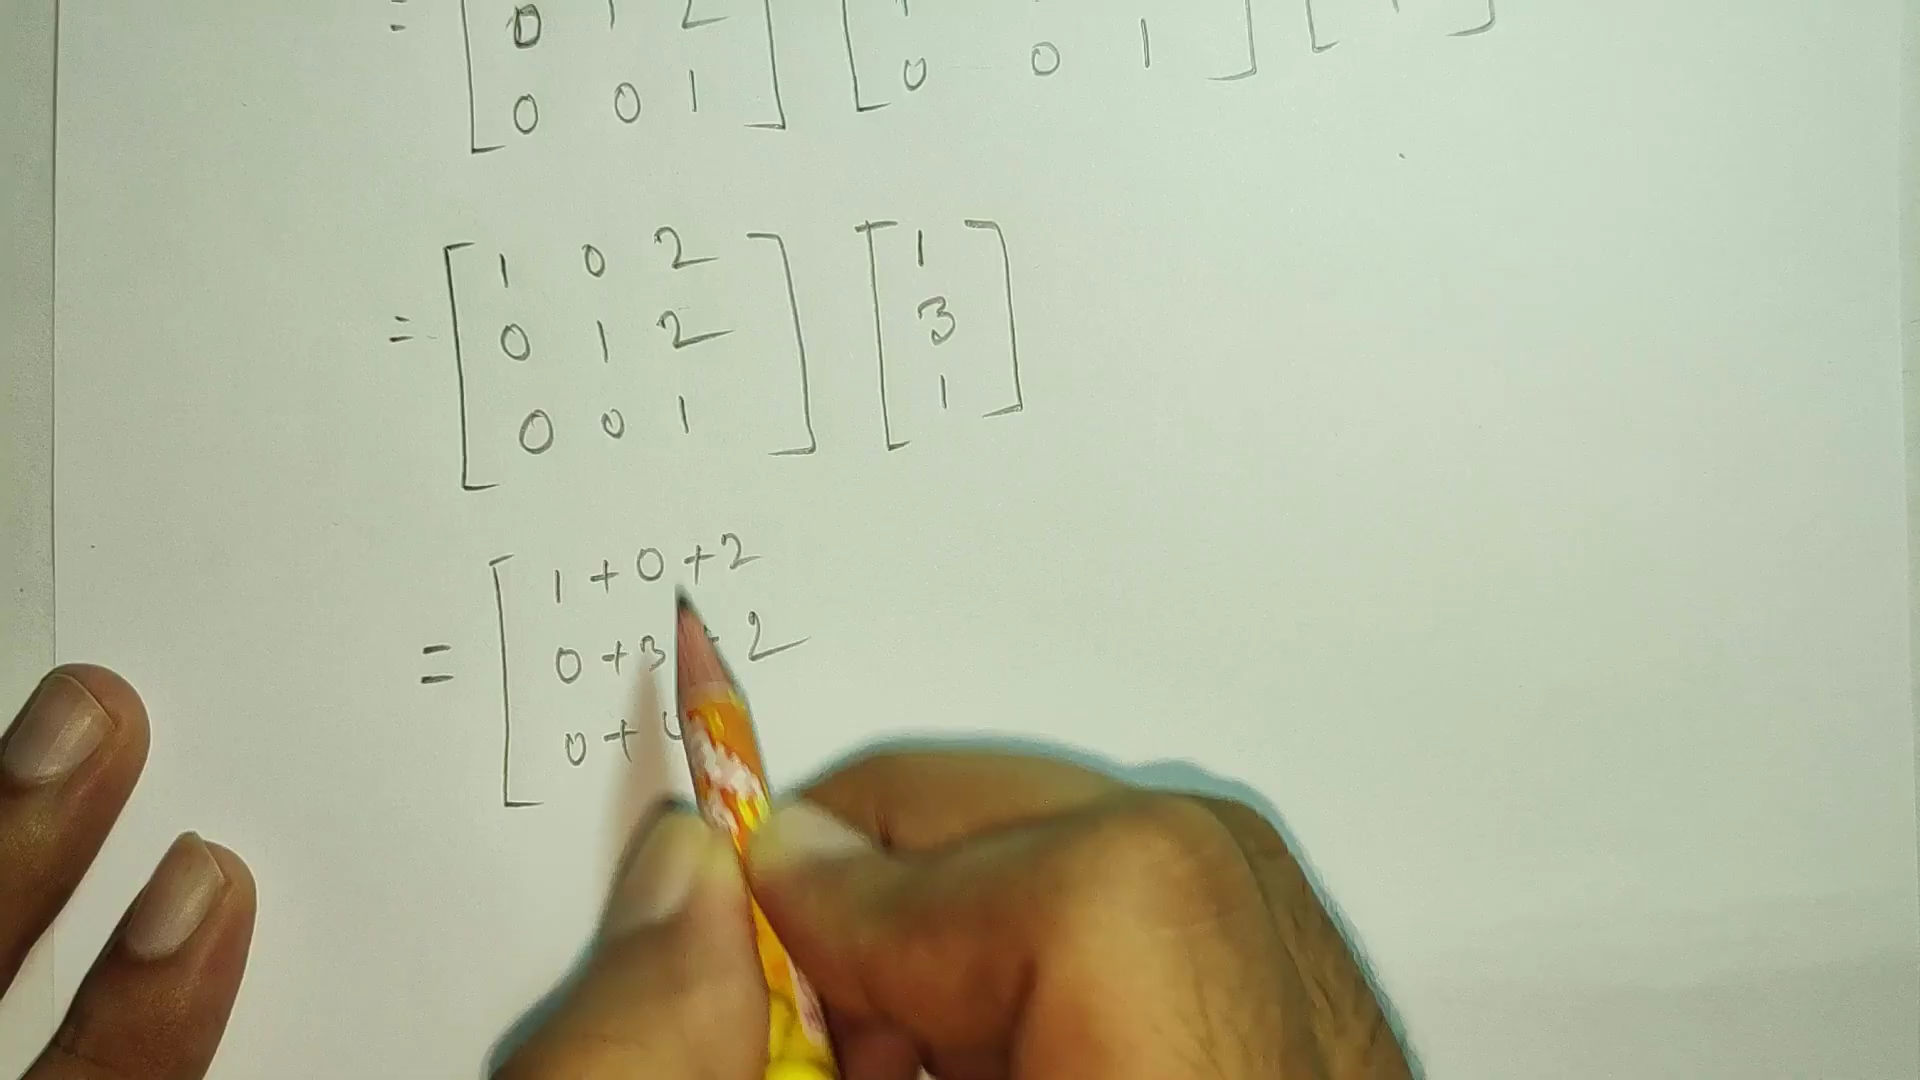 = 0 1 2
0 0 1 0 0 1
1 0 2 1
= 0 1 2 3
0 0 1 1
1 + 0 + 2
= 0 + 3 + 2
0 + 0